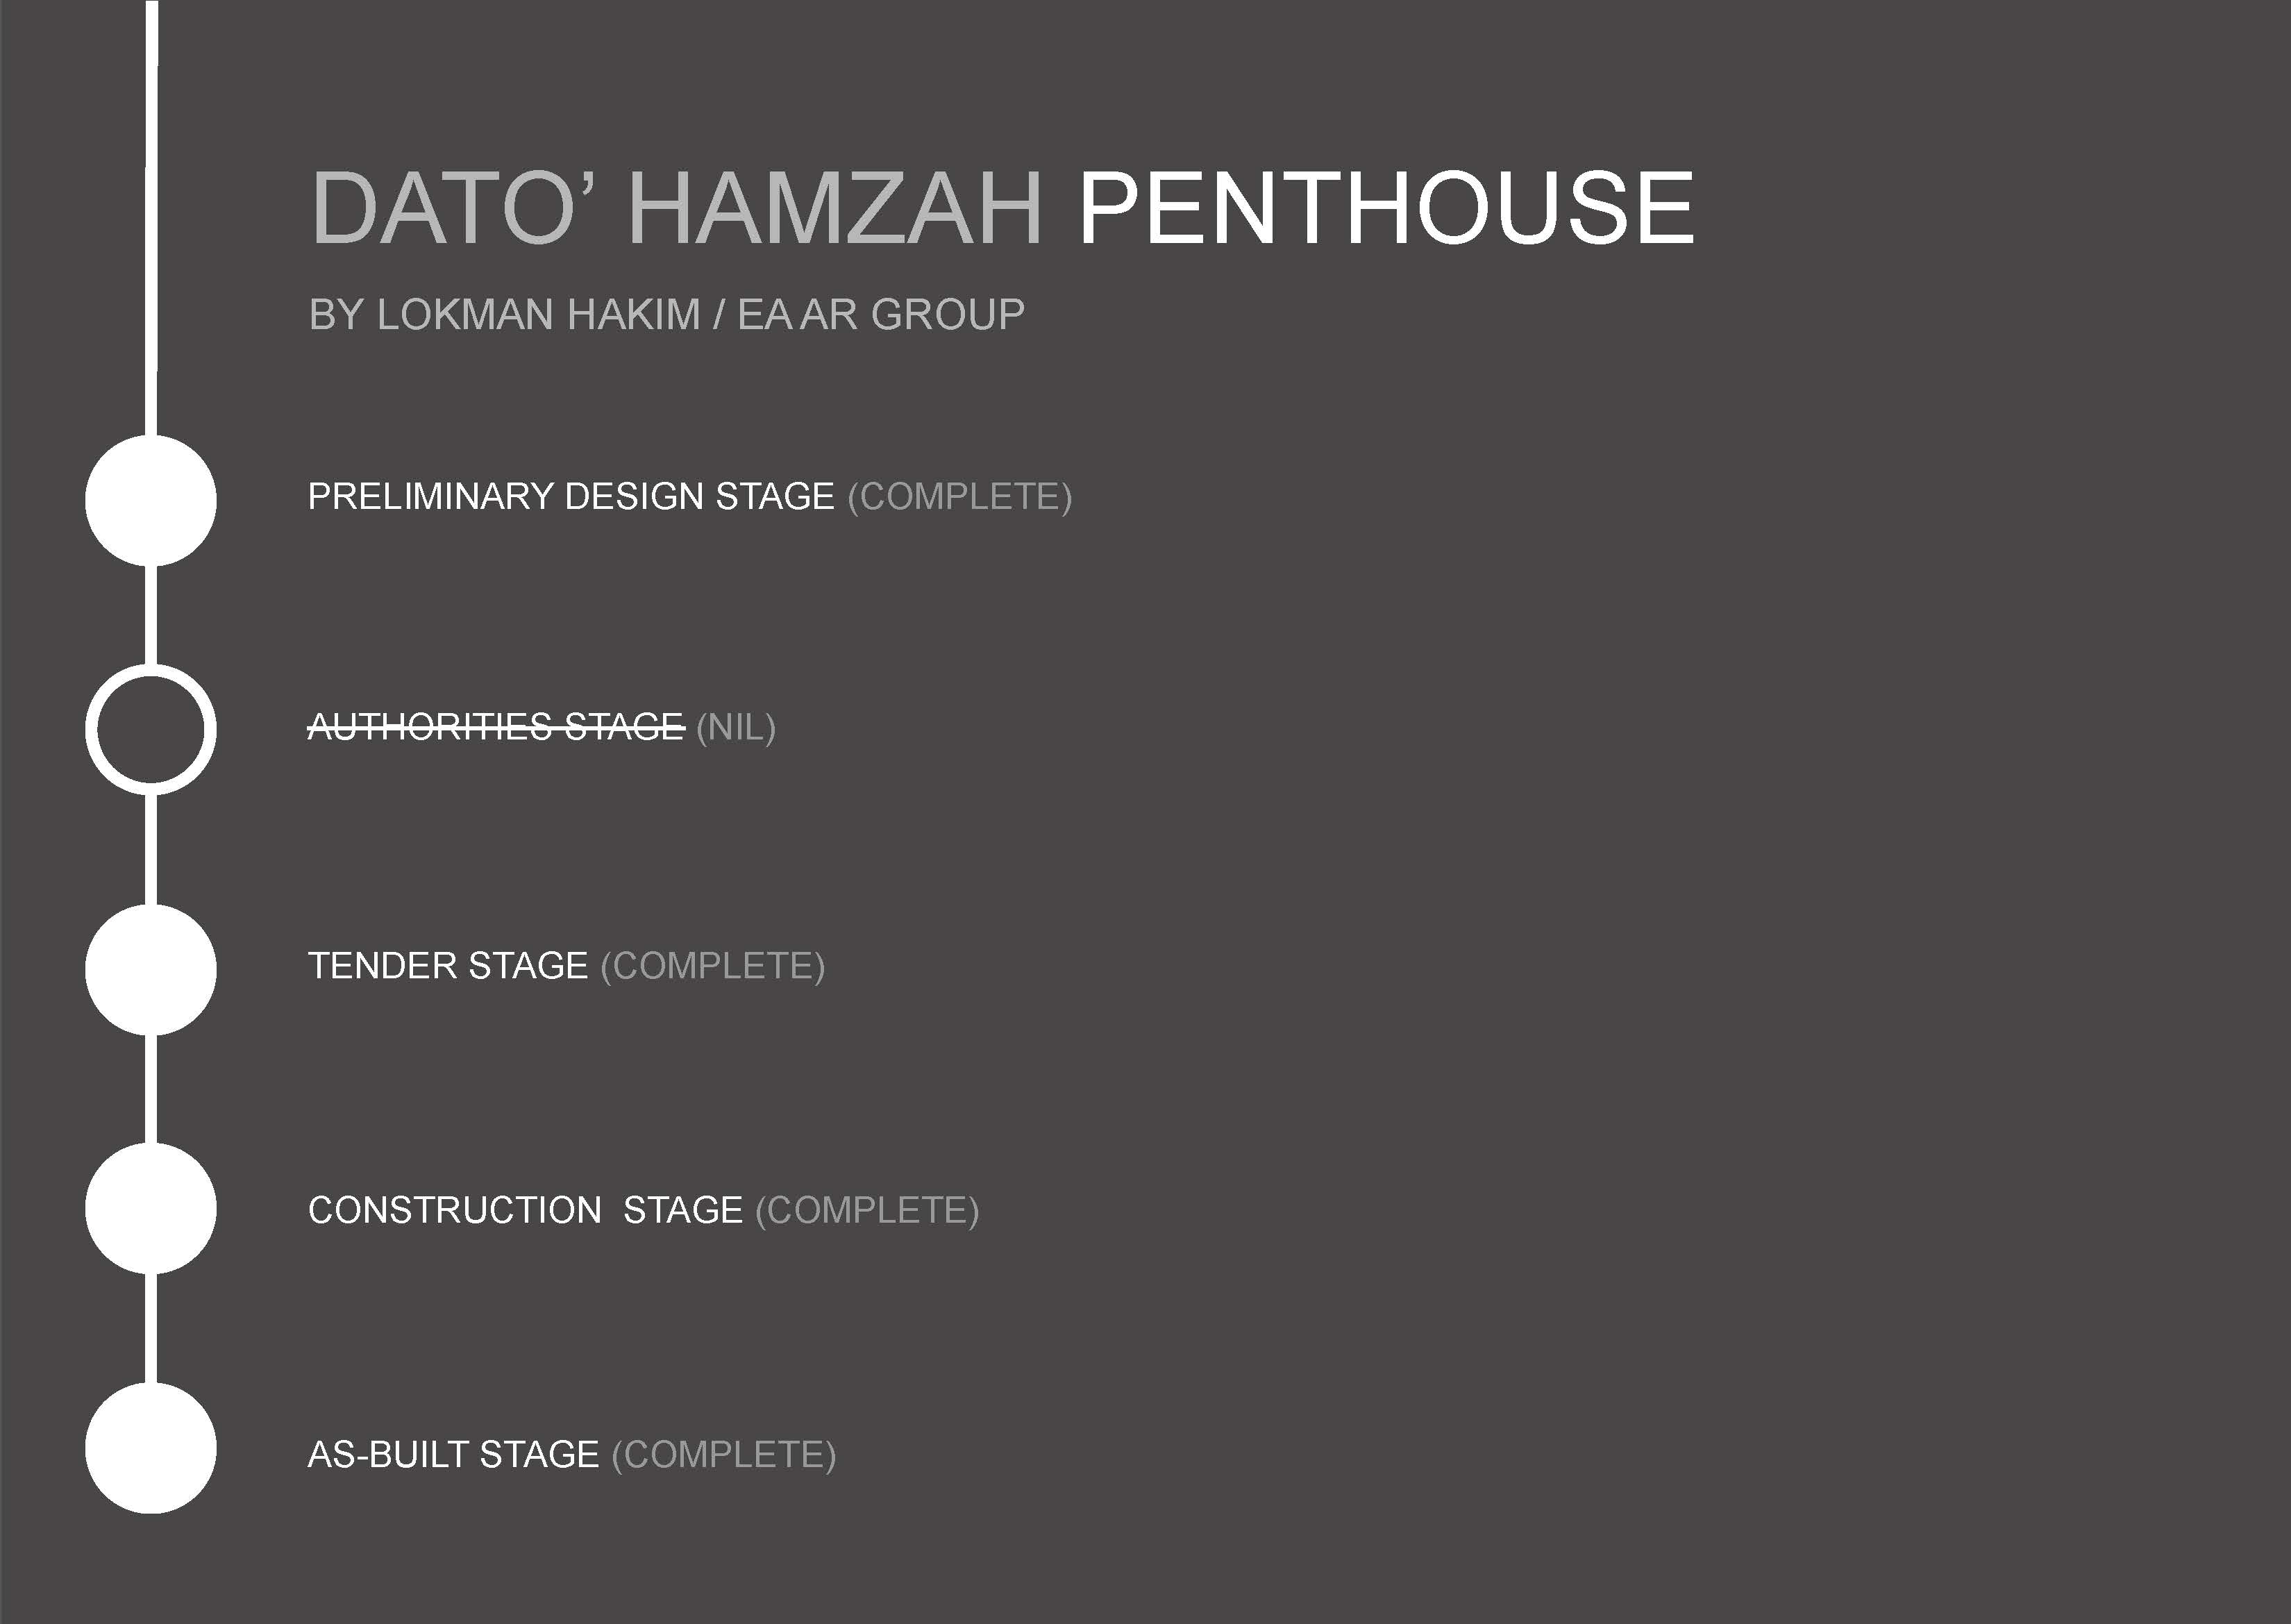 DATO’ HAMZAH PENTHOUSE
BY LOKMAN HAKIM / EA AR GROUP
PRELIMINARY DESIGN STAGE (COMPLETE)
AUTHORITIES STAGE (NIL)
TENDER STAGE (COMPLETE)
CONSTRUCTION STAGE (COMPLETE)
AS-BUILT STAGE (COMPLETE)